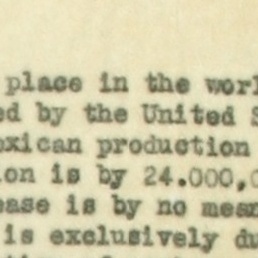 place in the worl
ed by the United S
exican production
ion is by 24.000,0
ease is by no mean
is exclusively du